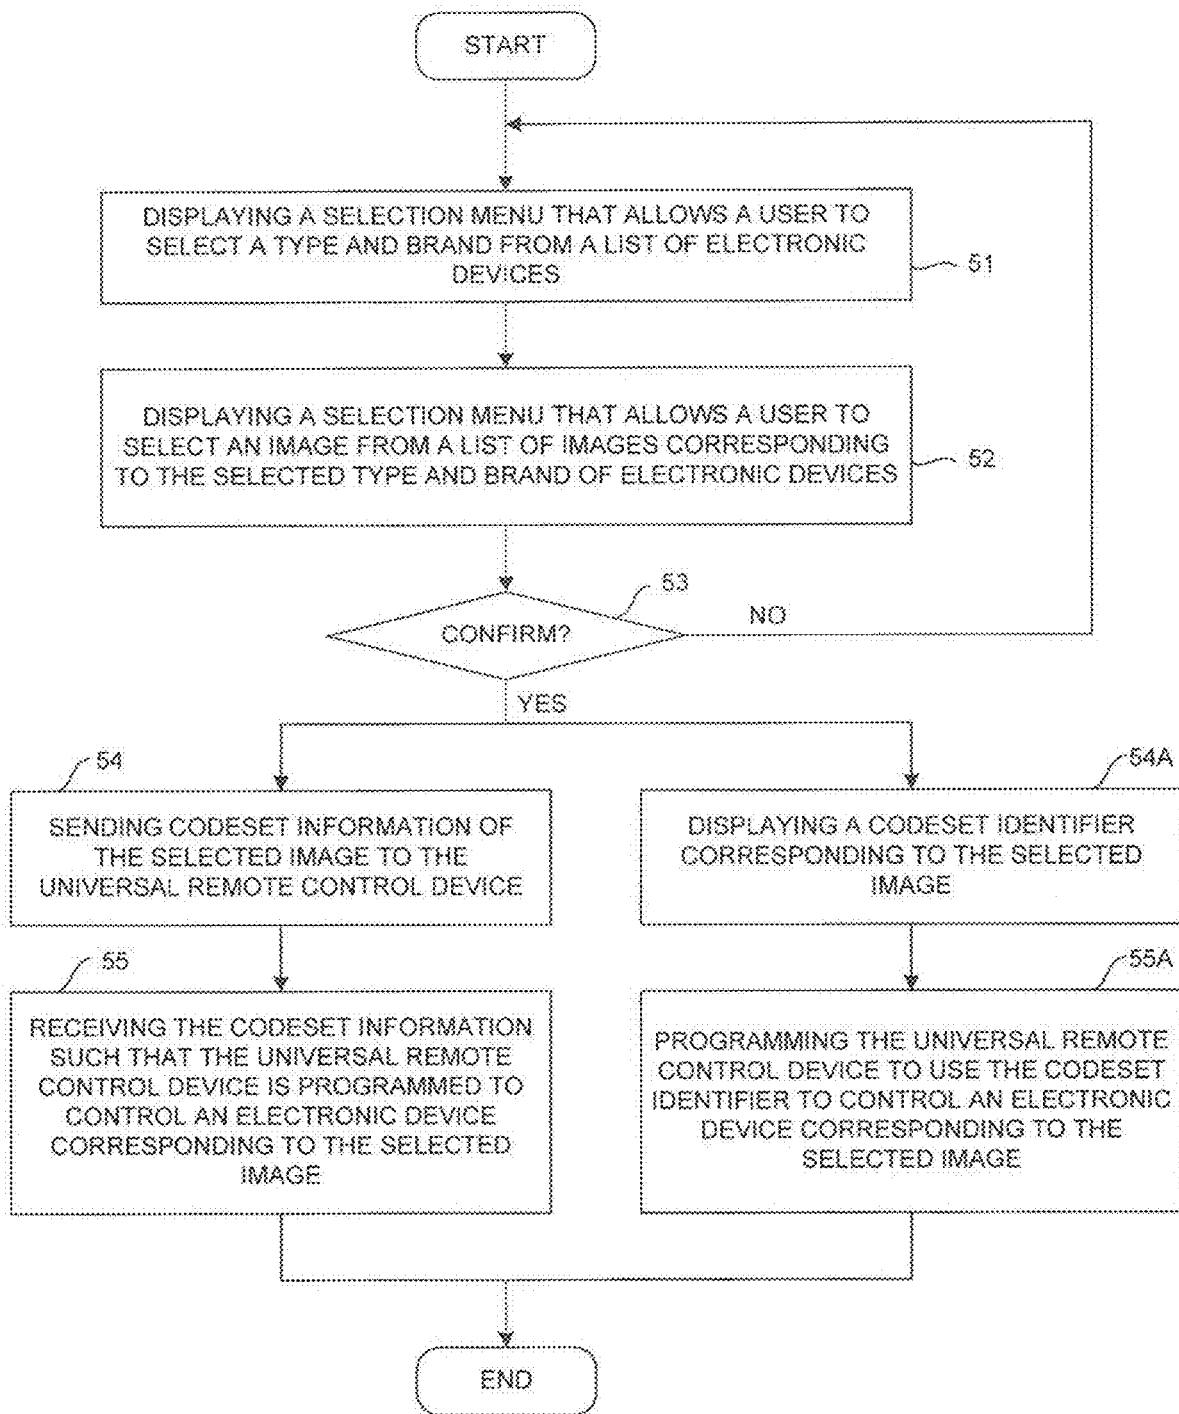 START
DISPLAYING A SELECTION MENU THAT ALLOWS A USER TO
SELECT A TYPE AND BRAND FROM A LIST OF ELECTRONIC
DEVICES
51
DISPLAYING A SELECTION MENU THAT ALLOWS A USER TO
SELECT AN IMAGE FROM A LIST OF IMAGES CORRESPONDING
TO THE SELECTED TYPE AND BRAND OF ELECTRONIC DEVICES
52
53
CONFIRM?
NO
YES
54
SENDING CODESET INFORMATION OF
THE SELECTED IMAGE TO THE
UNIVERSAL REMOTE CONTROL DEVICE
54A
DISPLAYING A CODESET IDENTIFIER
CORRESPONDING TO THE SELECTED
IMAGE
55
RECEIVING THE CODESET INFORMATION
SUCH THAT THE UNIVERSAL REMOTE
CONTROL DEVICE IS PROGRAMMED TO
CONTROL AN ELECTRONIC DEVICE
CORRESPONDING TO THE SELECTED
IMAGE
55A
PROGRAMMING THE UNIVERSAL REMOTE
CONTROL DEVICE TO USE THE CODESET
IDENTIFIER TO CONTROL AN ELECTRONIC
DEVICE CORRESPONDING TO THE
SELECTED IMAGE
END